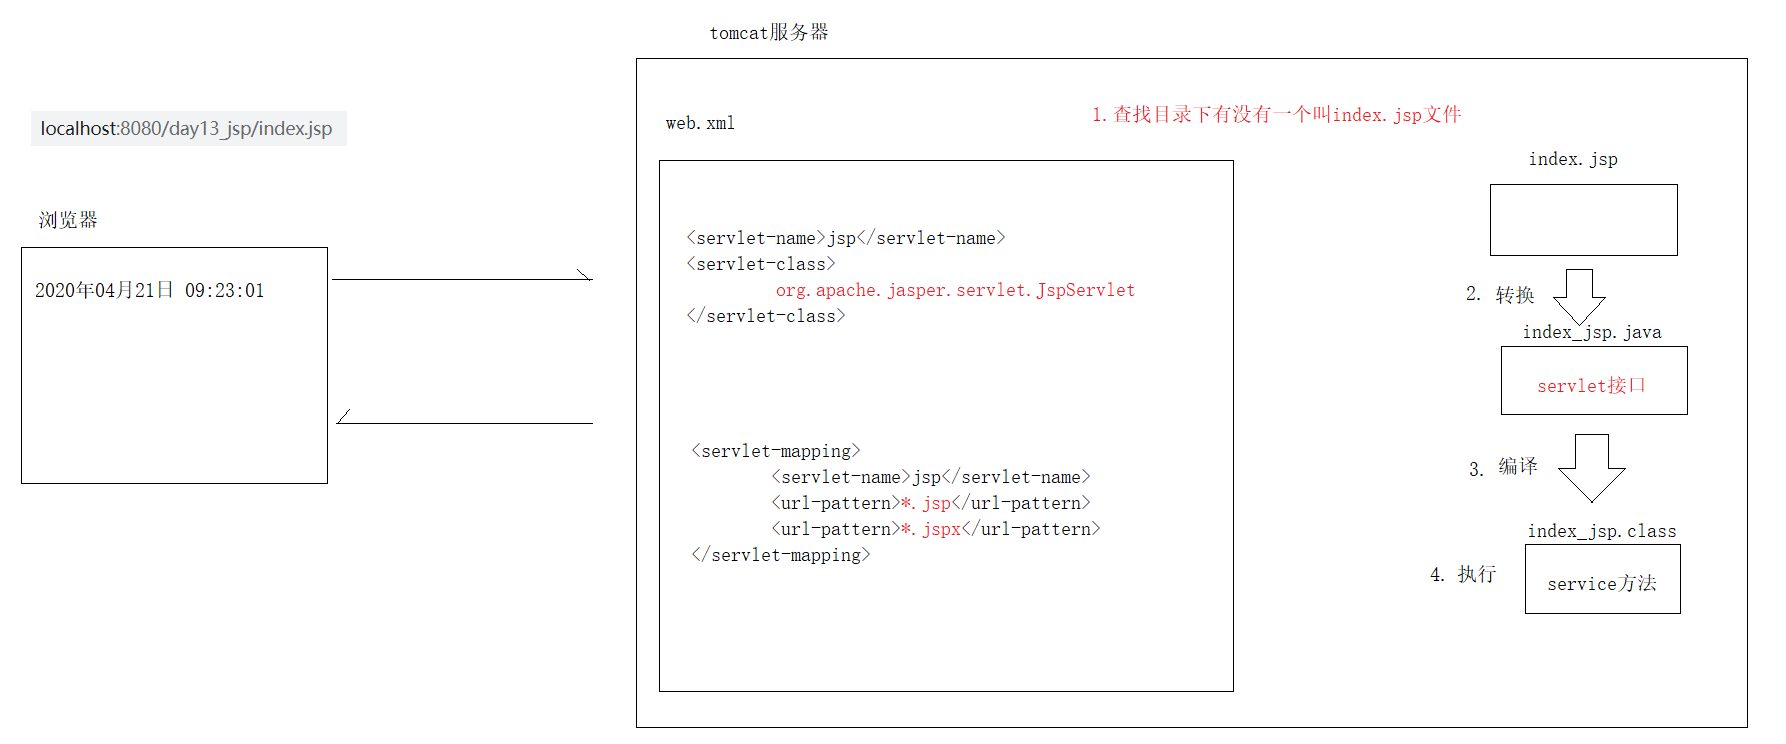 tomcat服务器
localhost:8080/day13_jsp/index.jsp
浏览器
2020年04月21日 09:23:01
web.xml
<servlet-name>jsp</servlet-name>
<servlet-class>
org.apache.jasper.servlet.JspServlet
</servlet-class>
<servlet-mapping>
<servlet-name>jsp</servlet-name>
<url-pattern>*.jsp</url-pattern>
<url-pattern>*.jspx</url-pattern>
</servlet-mapping>
1.查找目录下有没有一个叫index.jsp文件
index.jsp
2. 转换
index_jsp.java
servlet接口
3. 编译
index_jsp.class
4. 执行
service方法